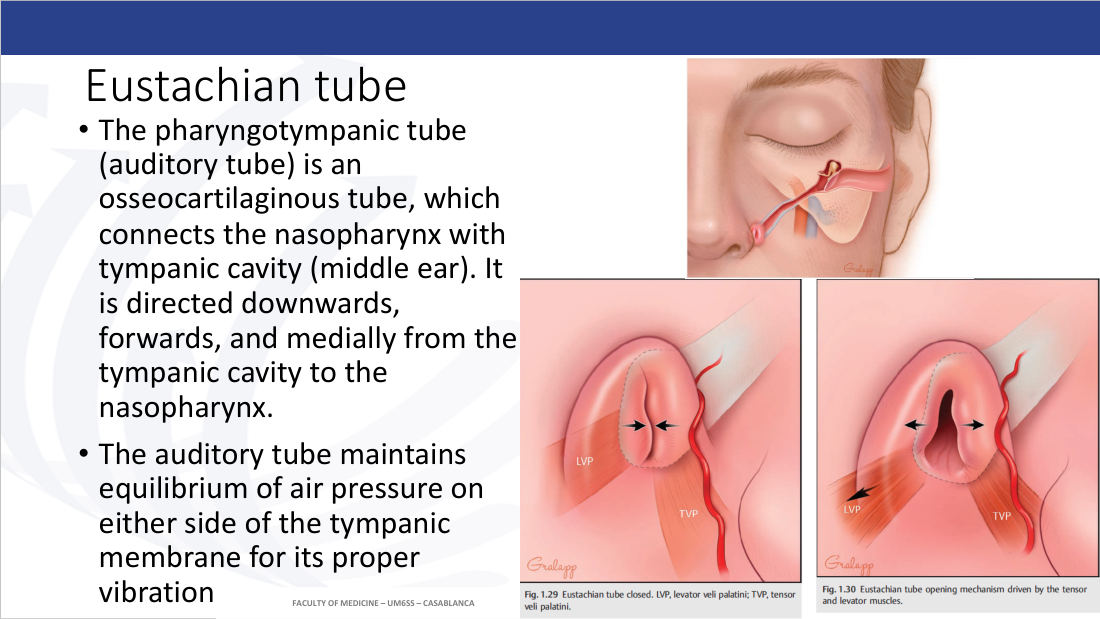 Eustachian tube
• The pharyngotympanic tube
(auditory tube) is an
osseocartilaginous tube, which
connects the nasopharynx with
tympanic cavity (middle ear). It
is directed downwards,
forwards, and medially from the
tympanic cavity to the
nasopharynx.
• The auditory tube maintains
equilibrium of air pressure on
either side of the tympanic
membrane for its proper
vibration
FACULTY OF MEDICINE – UM6SS – CASABLANCA
Gralapp
LVP
TVP
Gralapp
Fig. 1.29 Eustachian tube closed. LVP, levator veli palatini; TVP, tensor
veli palatini.
LVP
TVP
Gralapp
Fig. 1.30 Eustachian tube opening mechanism driven by the tensor
and levator muscles.